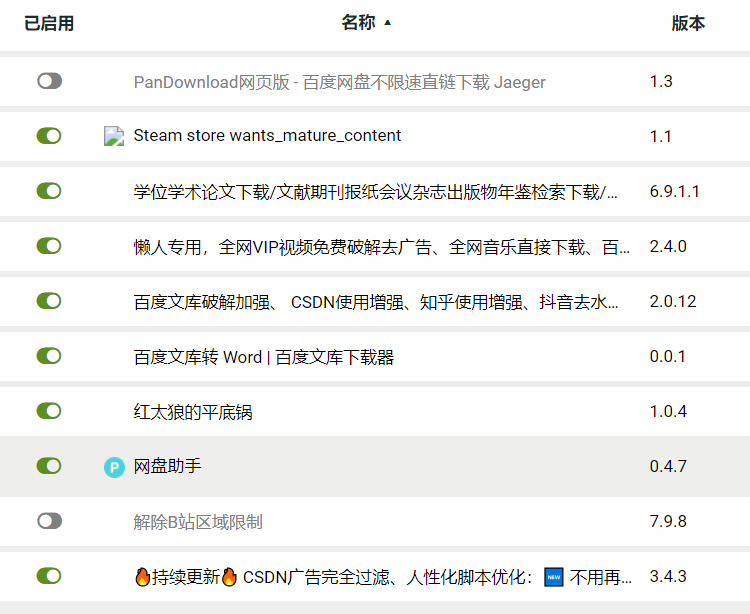 已启用 名称 ▲ 版本
PanDownload网页版 - 百度网盘不限速直链下载 Jaeger 1.3
Steam store wants_mature_content 1.1
学位学术论文下载/文献期刊报纸会议杂志出版物年鉴检索下载/... 6.9.1.1
懒人专用，全网VIP视频免费破解去广告、全网音乐直接下载、百... 2.4.0
百度文库破解加强、 CSDN使用增强、知乎使用增强、抖音去水... 2.0.12
百度文库转 Word | 百度文库下载器 0.0.1
红太狼的平底锅 1.0.4
P 网盘助手 0.4.7
解除B站区域限制 7.9.8
🔥持续更新🔥 CSDN广告完全过滤、人性化脚本优化：🆕 不用再... 3.4.3